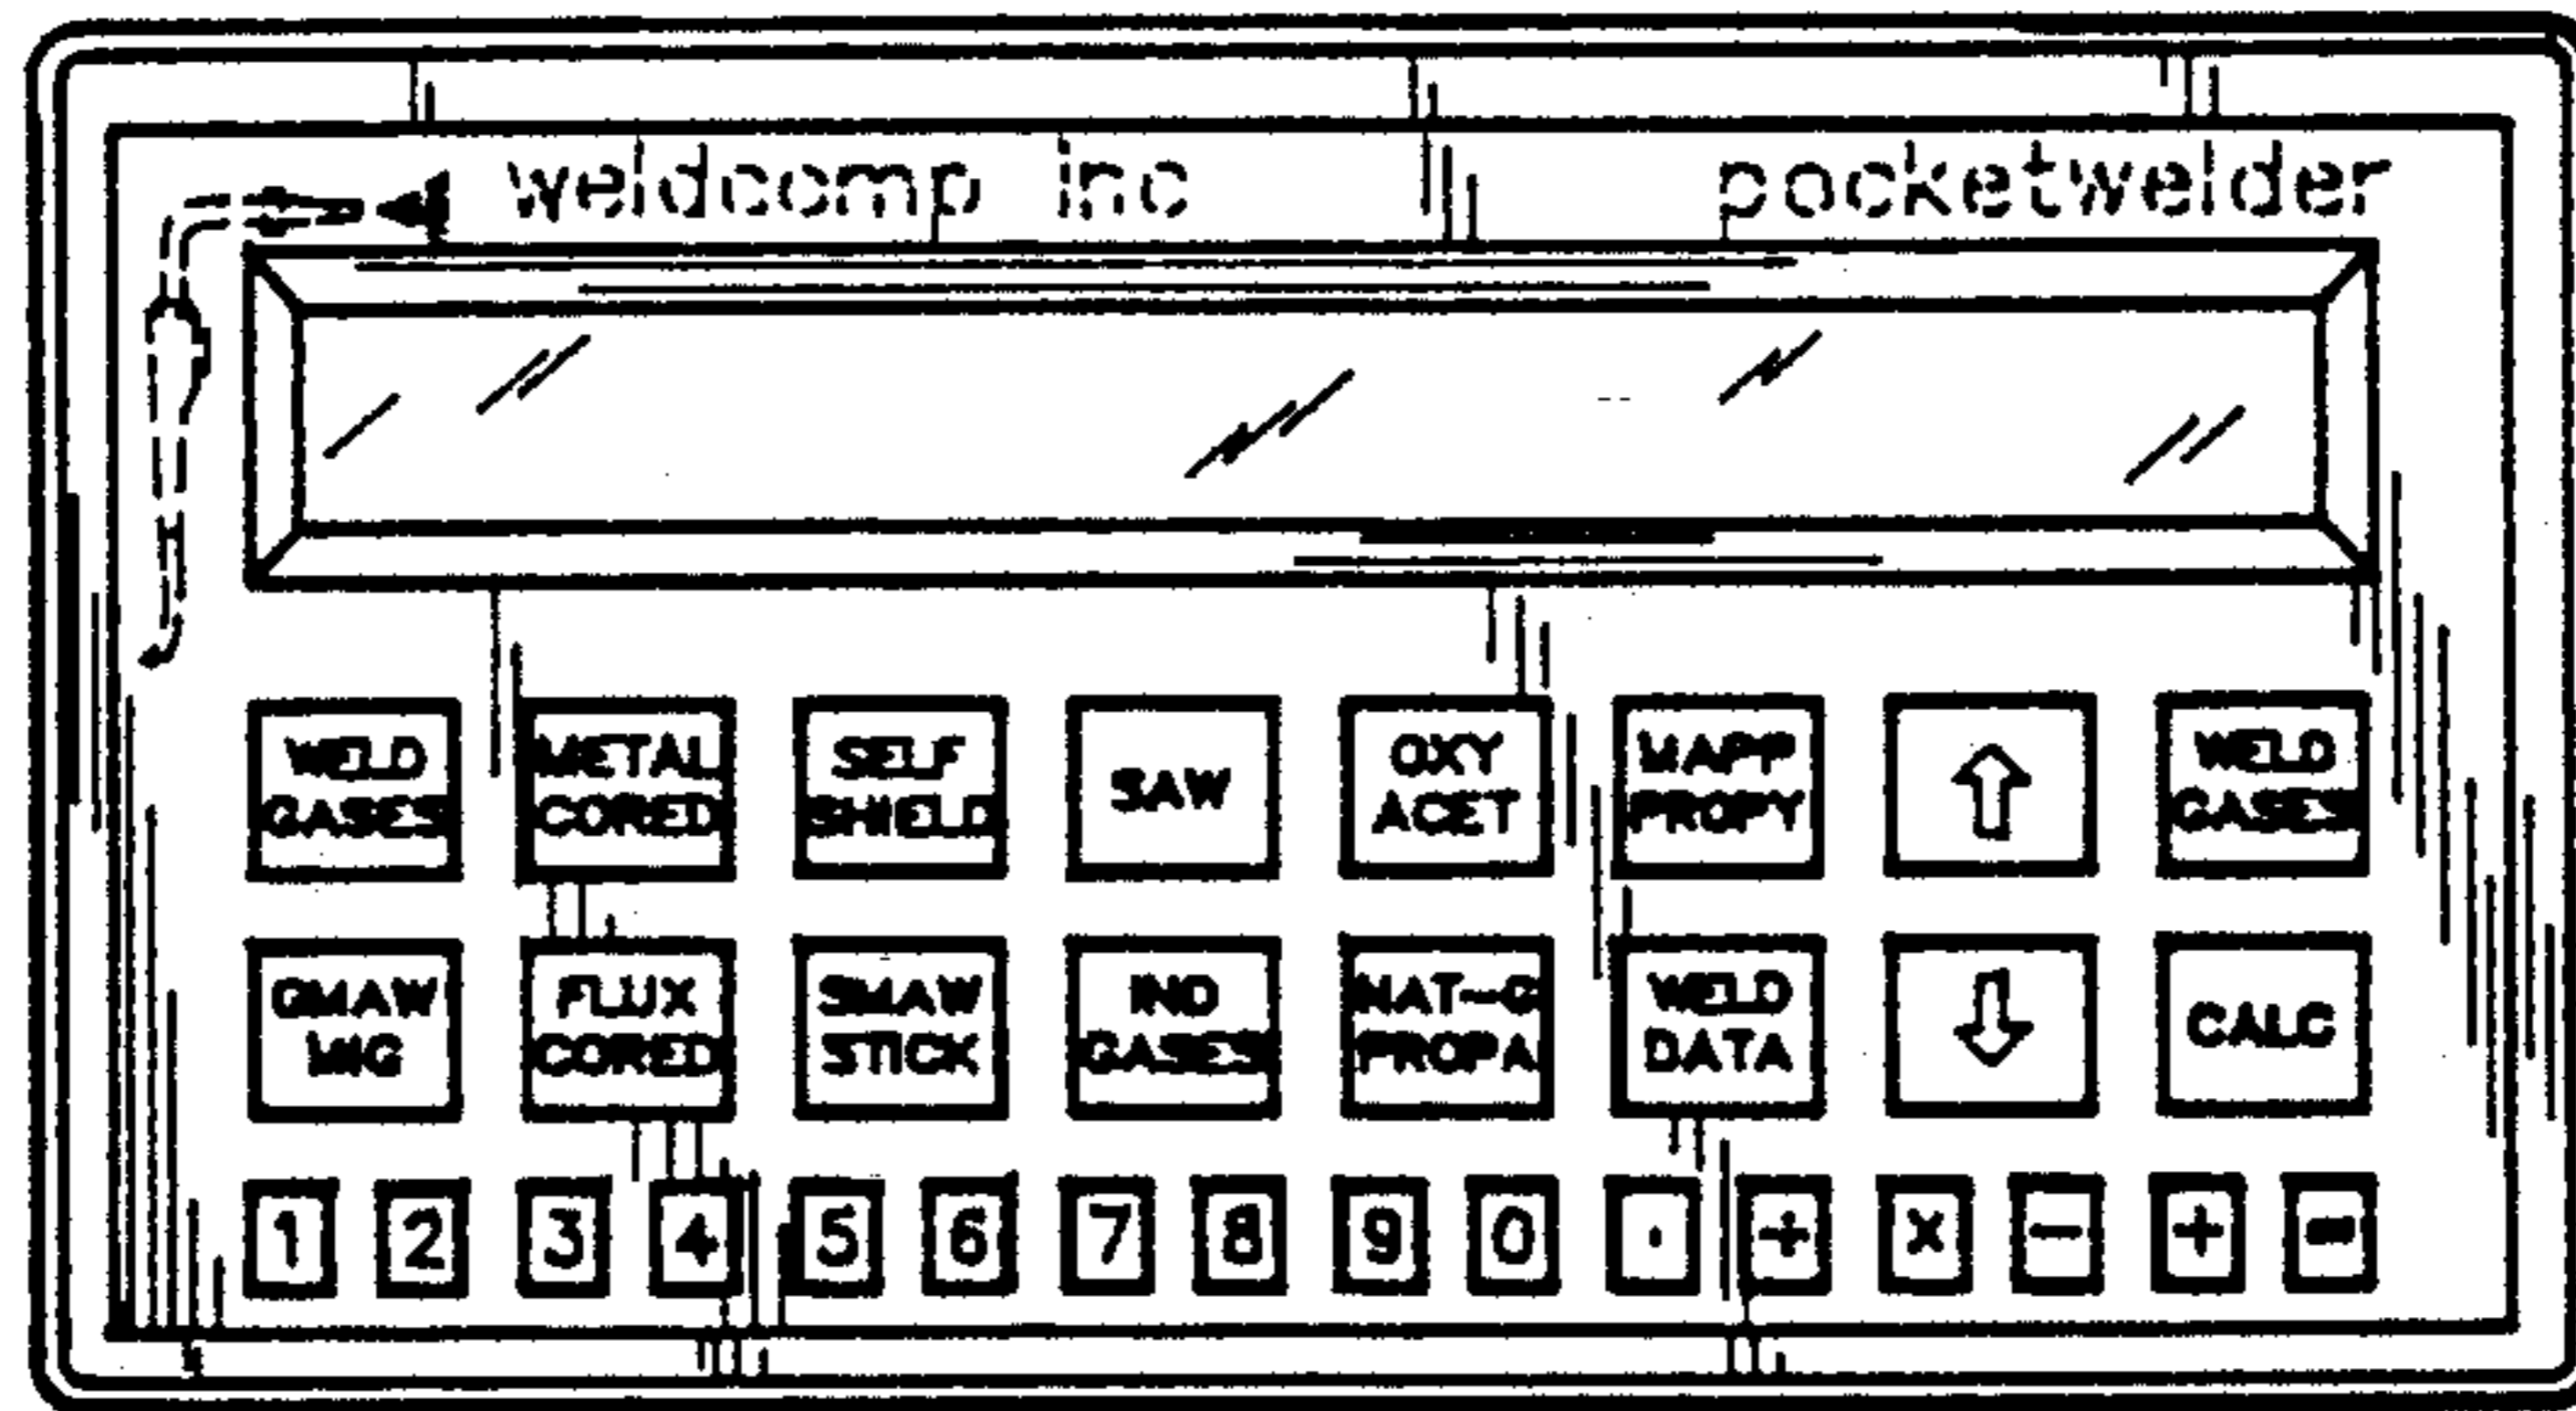 weldcomp inc pocketwelder
WELD METAL SELF SAW OXY MAPP ⇧ WELD
GASES CORED SHIELD ACET PROPY GASES
GMAW FLUX SMAW IND NAT-G WELD ⇩ CALC
MIG CORED STICK GASES PROPA DATA
1 2 3 4 5 6 7 8 9 0 · ÷ × − + =